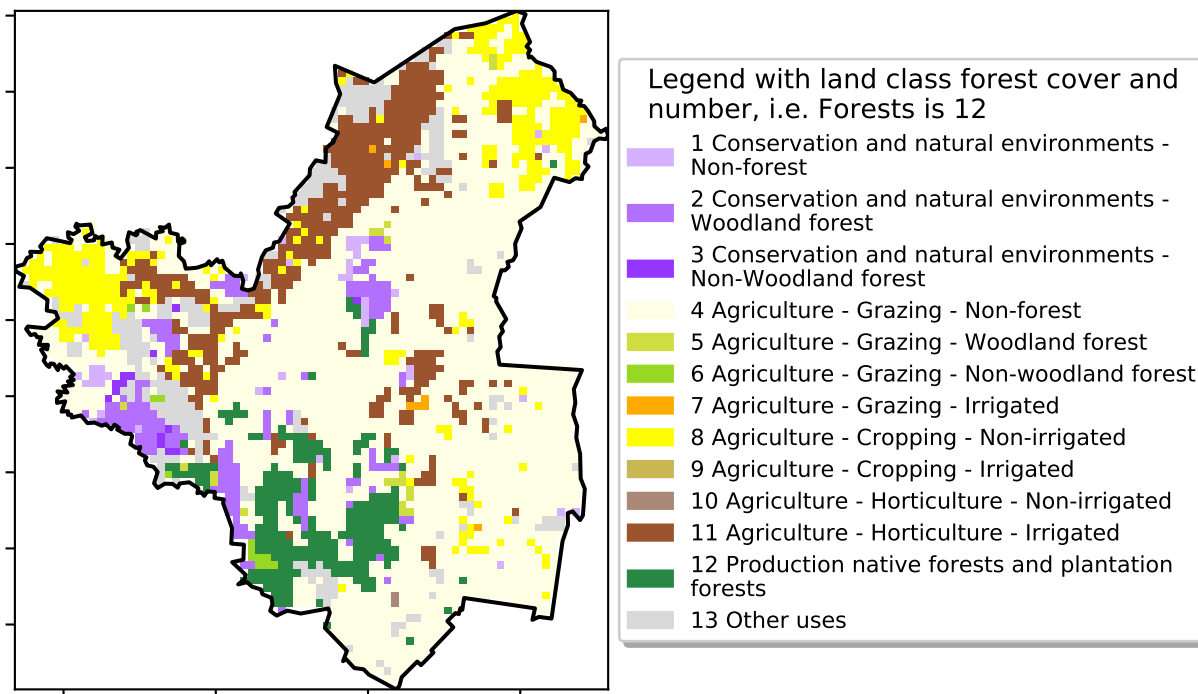 Legend with land class forest cover and
number, i.e. Forests is 12
1 Conservation and natural environments -
Non-forest
2 Conservation and natural environments -
Woodland forest
3 Conservation and natural environments -
Non-Woodland forest
4 Agriculture - Grazing - Non-forest
5 Agriculture - Grazing - Woodland forest
6 Agriculture - Grazing - Non-woodland forest
7 Agriculture - Grazing - Irrigated
8 Agriculture - Cropping - Non-irrigated
9 Agriculture - Cropping - Irrigated
10 Agriculture - Horticulture - Non-irrigated
11 Agriculture - Horticulture - Irrigated
12 Production native forests and plantation
forests
13 Other uses